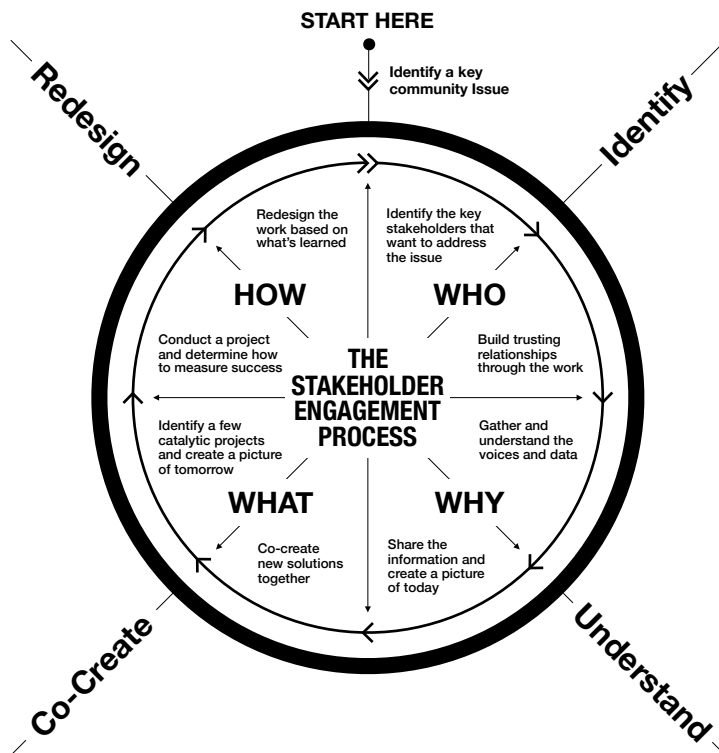 START HERE
Identify a key
community Issue
Redesign
Identify
Redesign the
work based on
what's learned
Identify the key
stakeholders that
want to address
the issue
HOW
WHO
Conduct a project
and determine how
to measure success
Build trusting
relationships
through the work
THE
STAKEHOLDER
ENGAGEMENT
PROCESS
Identify a few
catalytic projects
and create a picture
of tomorrow
Gather and
understand the
voices and data
WHAT
WHY
Co-create
new solutions
together
Share the
information and
create a picture
of today
Co-Create
Understand